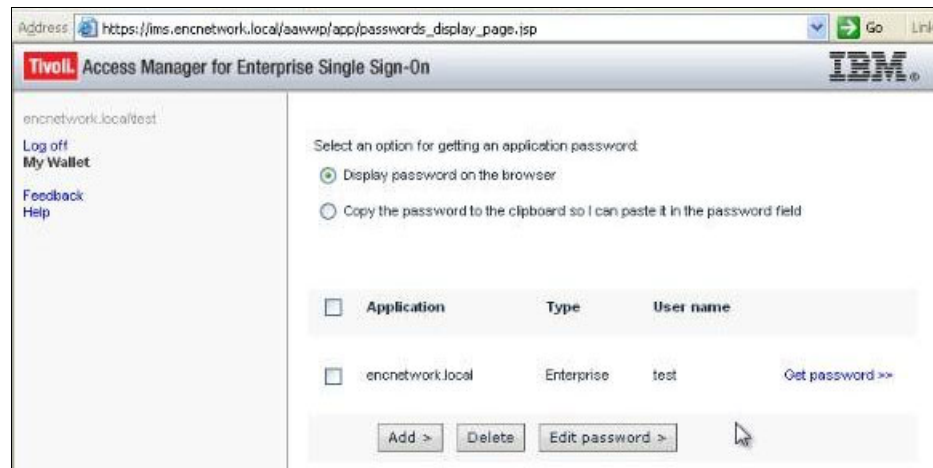 Address https://ims.encnetwork.local/aawwp/app/passwords_display_page.jsp Go
Tivoli. Access Manager for Enterprise Single Sign-On IBM®
encnetwork.local\test
Log off
My Wallet
Feedback
Help
Select an option for getting an application password:
Display password on the browser
Copy the password to the clipboard so I can paste it in the password field
Application Type User name
encnetwork.local Enterprise test Get password >>
Add > Delete Edit password >